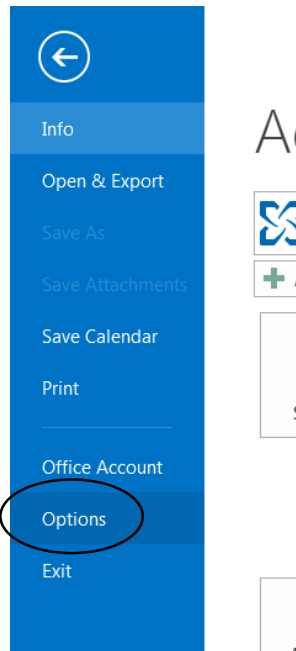 Info
Open & Export
Save As
Save Attachments
Save Calendar
Print
Office Account
Options
Exit